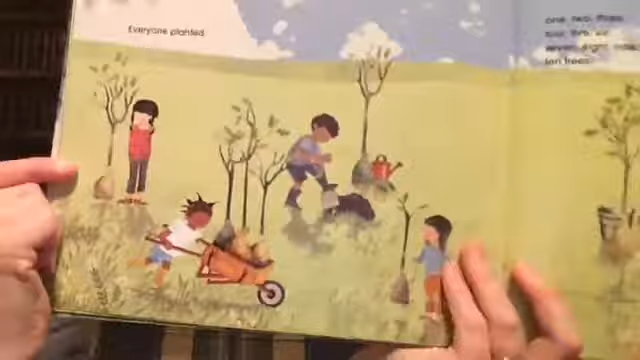 Everyone planted
one, two, three,
four, five, six,
seven, eight, nine,
ten trees.